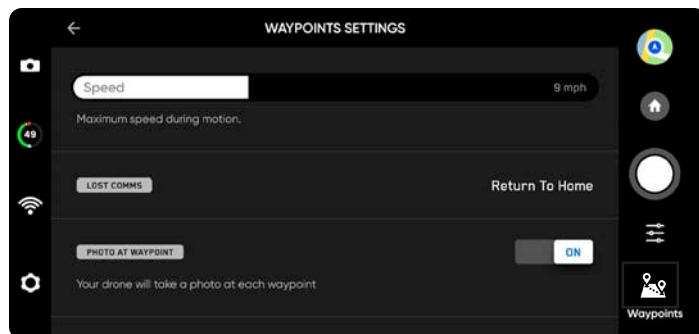 WAYPOINTS SETTINGS
Speed 9 mph
Maximum speed during motion.
49
LOST COMMS Return To Home
PHOTO AT WAYPOINT ON
Your drone will take a photo at each waypoint
Waypoints